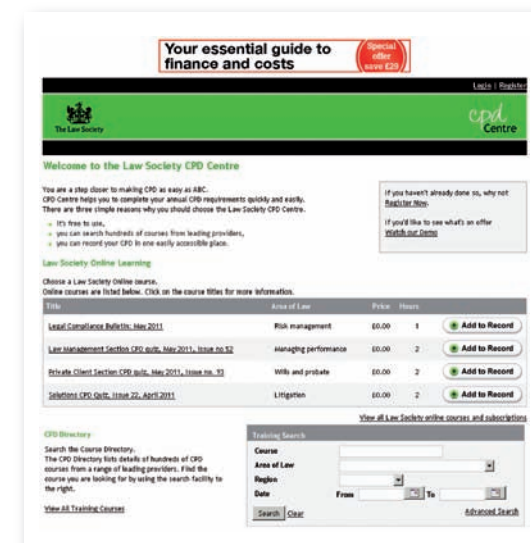 Your essential guide to
finance and costs
Special
offer
save £29
Login | Register
The Law Society
cpd
Centre
Welcome to the Law Society CPD Centre
You are a step closer to making CPD as easy as ABC.
CPD Centre helps you to complete your annual CPD requirements quickly and easily.
There are three simple reasons why you should choose the Law Society CPD Centre.
It's free to use,
you can search hundreds of courses from leading providers,
you can record your CPD in one easily accessible place.
If you haven't already done so, why not
Register Now.
If you'd like to see what's on offer
Watch our Demo
Law Society Online Learning
Choose a Law Society Online course.
Online courses are listed below. Click on the course titles for more information.
Title Area of Law Price Hours
Legal Compliance Bulletin: May 2011 Risk management £0.00 1 Add to Record
Law Management Section CPD quiz, May 2011, issue no 52 Managing performance £0.00 2 Add to Record
Private Client Section CPD quiz, May 2011, issue no. 93 Wills and probate £0.00 2 Add to Record
Solutions CPD Quiz, Issue 22, April 2011 Litigation £0.00 2 Add to Record
View all Law Society online courses and subscriptions
CPD Directory
Search the Course Directory.
The CPD Directory lists details of hundreds of CPD
courses from a range of leading providers. Find the
course you are looking for by using the search facility to
the right.
View All Training Courses
Training Search
Course
Area of Law
Region
Date From To
Search Clear Advanced Search